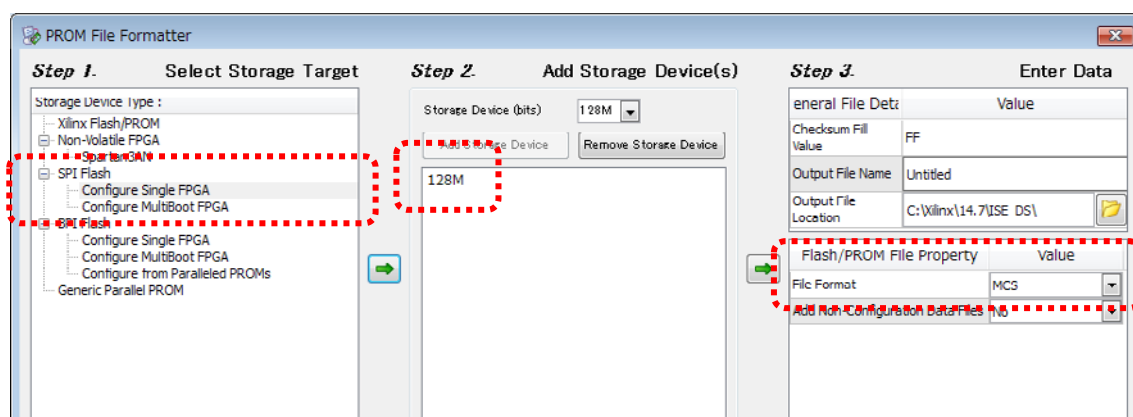 PROM File Formatter
Step 1. Select Storage Target
Storage Device Type :
Xilinx Flash/PROM
Non-Volatile FPGA
Spartan3AN
SPI Flash
Configure Single FPGA
Configure MultiBoot FPGA
BPI Flash
Configure Single FPGA
Configure MultiBoot FPGA
Configure from Paralleled PROMs
Generic Parallel PROM
Step 2. Add Storage Device(s)
Storage Device (bits) 128M
Add Storage Device Remove Storage Device
128M
Step 3. Enter Data
eneral File Deta Value
Checksum Fill
Value FF
Output File Name Untitled
Output File
Location C:\Xilinx\14.7\ISE_DS\
Flash/PROM File Property Value
File Format MCS
Add Non-Configuration Data Files No